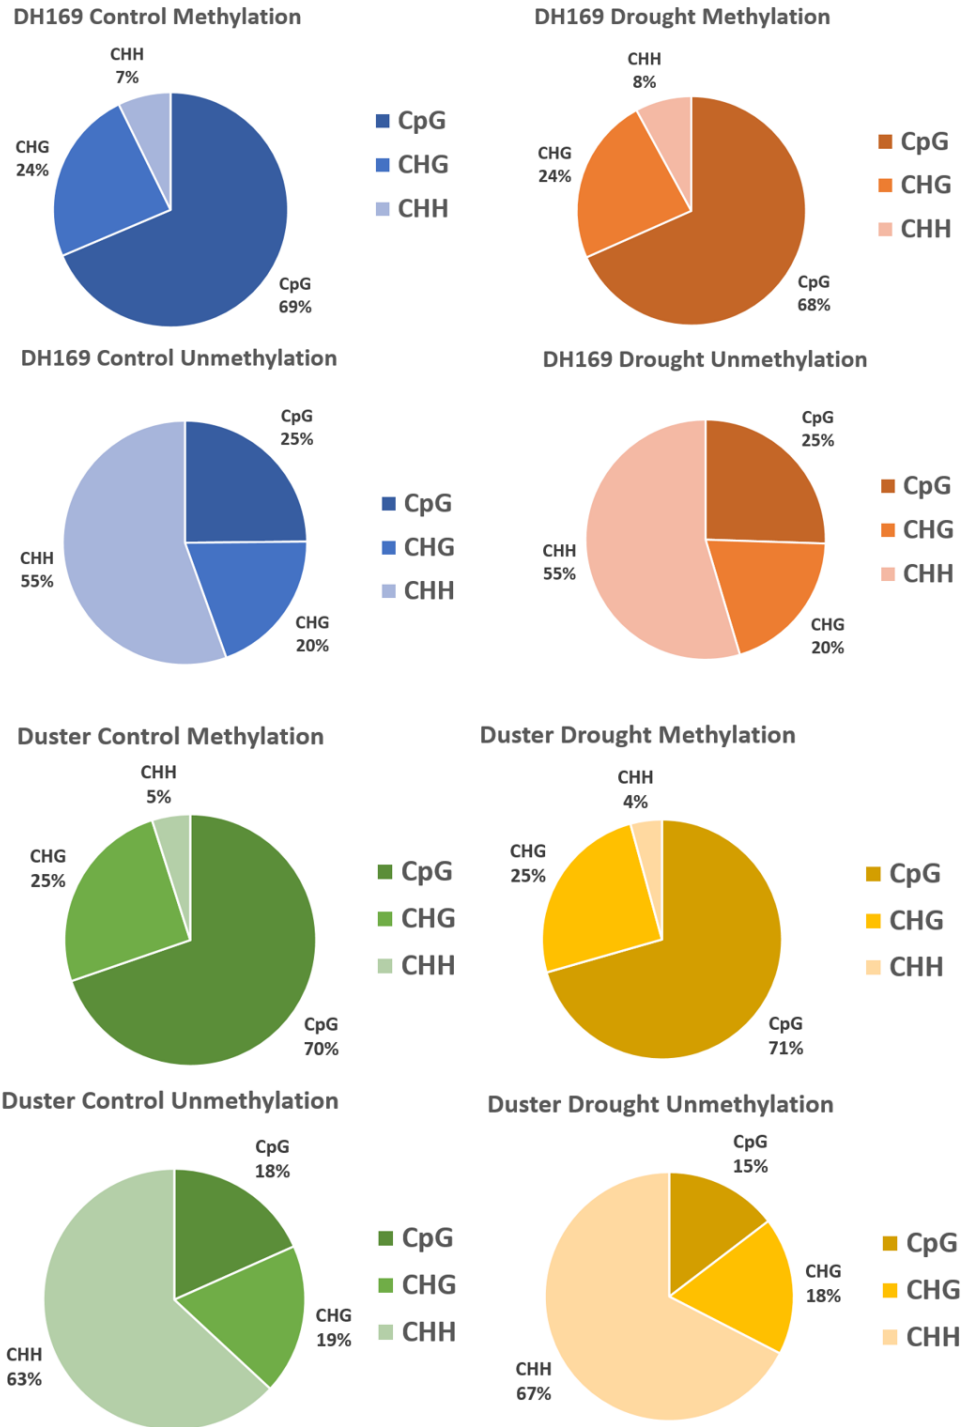 DH169 Control Methylation
CHH
7%
CHG
24%
CpG
69%
CpG
CHG
CHH
DH169 Drought Methylation
CHH
8%
CHG
24%
CpG
68%
CpG
CHG
CHH
DH169 Control Unmethylation
CpG
25%
CHH
55%
CHG
20%
CpG
CHG
CHH
DH169 Drought Unmethylation
CpG
25%
CHH
55%
CHG
20%
CpG
CHG
CHH
Duster Control Methylation
CHH
5%
CHG
25%
CpG
70%
CpG
CHG
CHH
Duster Drought Methylation
CHH
4%
CHG
25%
CpG
71%
CpG
CHG
CHH
Duster Control Unmethylation
CpG
18%
CHG
19%
CHH
63%
CpG
CHG
CHH
Duster Drought Unmethylation
CpG
15%
CHG
18%
CHH
67%
CpG
CHG
CHH